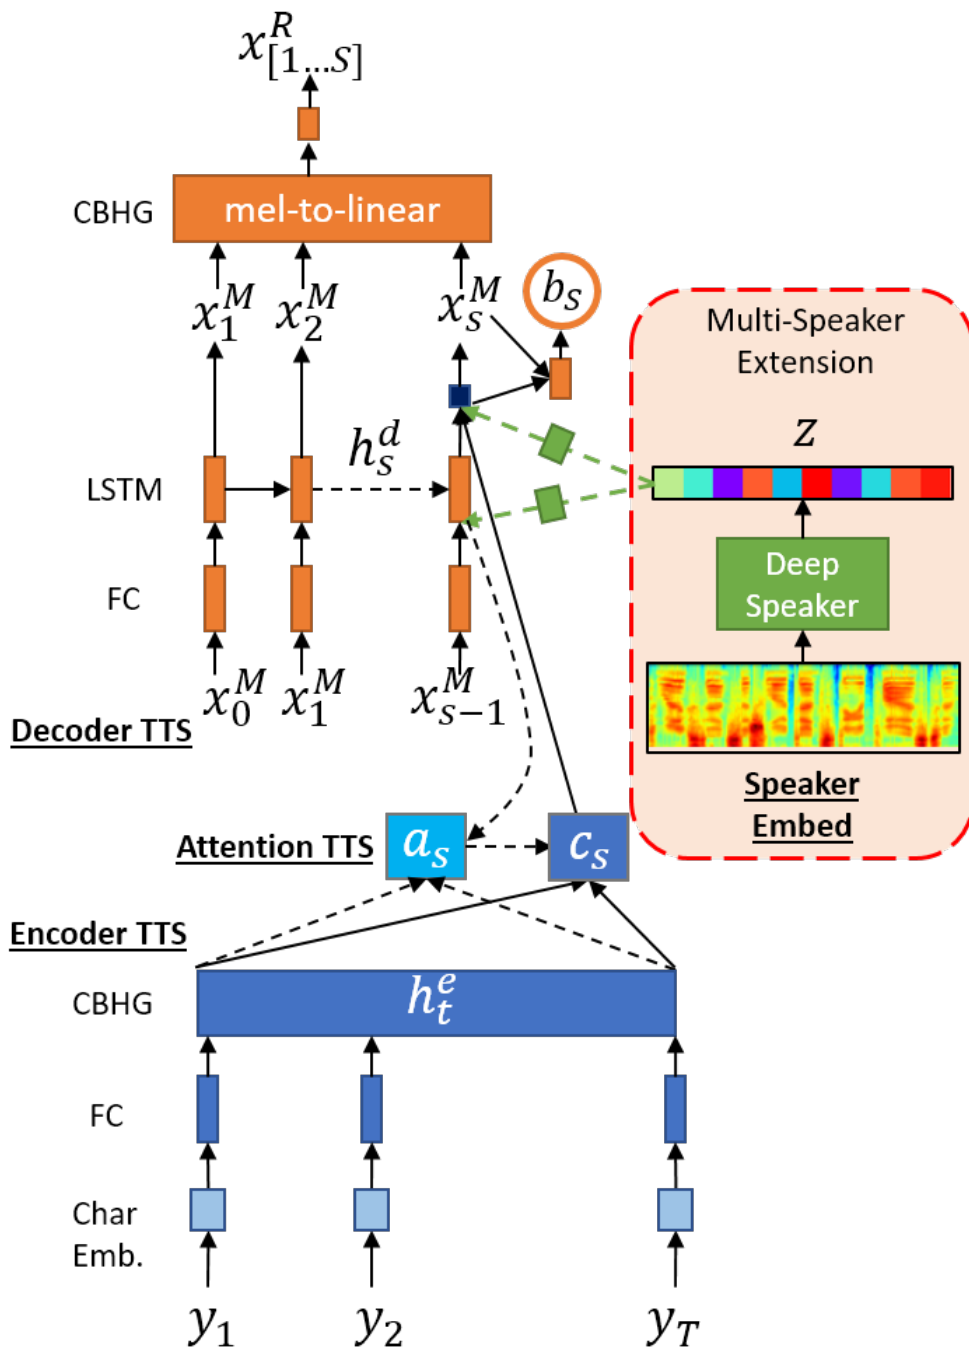 x^R_{[1...S]}
CBHG
mel-to-linear
x^M_1
x^M_2
x^M_s
b_s
Multi-Speaker
Extension
z
h^d_s
LSTM
FC
Deep
Speaker
x^M_0
x^M_1
x^M_{s-1}
Decoder TTS
Speaker
Embed
Attention TTS
a_s
c_s
Encoder TTS
CBHG
h^e_t
FC
Char
Emb.
y_1
y_2
y_T